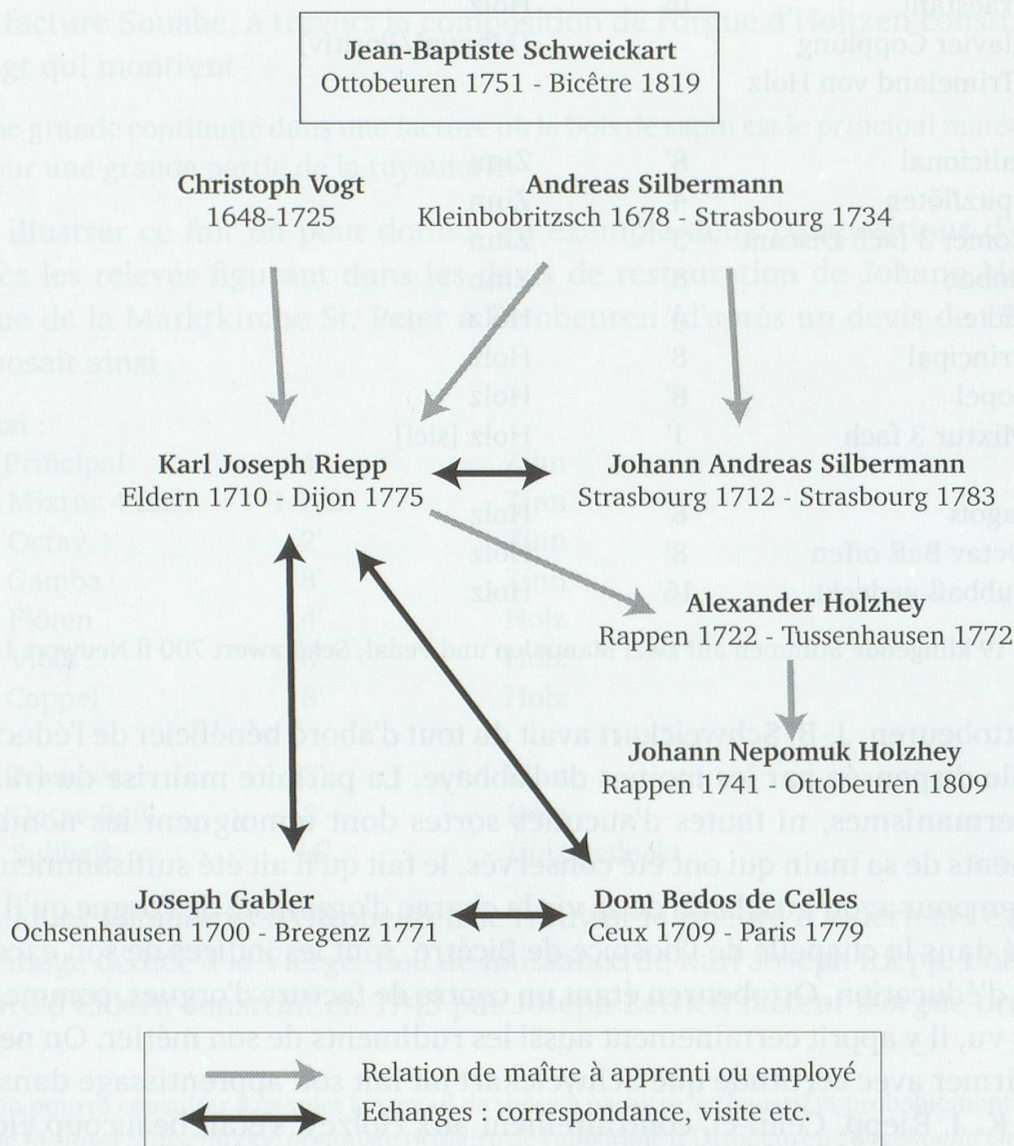 Jean-Baptiste Schweickart
Ottobeuren 1751 - Bicêtre 1819
Christoph Vogt
1648-1725
Andreas Silbermann
Kleinbobritzsch 1678 - Strasbourg 1734
Karl Joseph Riepp
Eldern 1710 - Dijon 1775
Johann Andreas Silbermann
Strasbourg 1712 - Strasbourg 1783
Alexander Holzhey
Rappen 1722 - Tussenhausen 1772
Johann Nepomuk Holzhey
Rappen 1741 - Ottobeuren 1809
Joseph Gabler
Ochsenhausen 1700 - Bregenz 1771
Dom Bedos de Celles
Ceux 1709 - Paris 1779
Relation de maître à apprenti ou employé
Echanges : correspondance, visite etc.